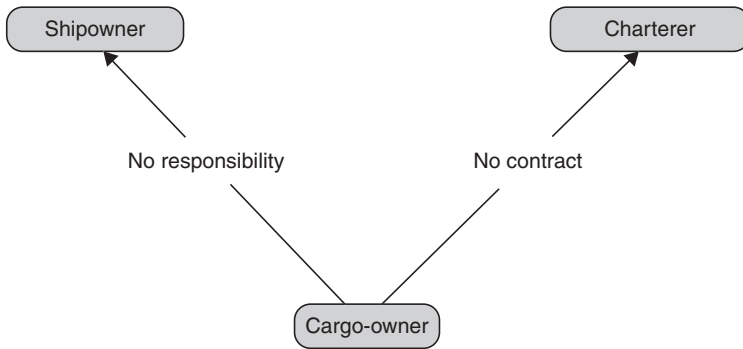 Shipowner
Charterer
No responsibility
No contract
Cargo-owner